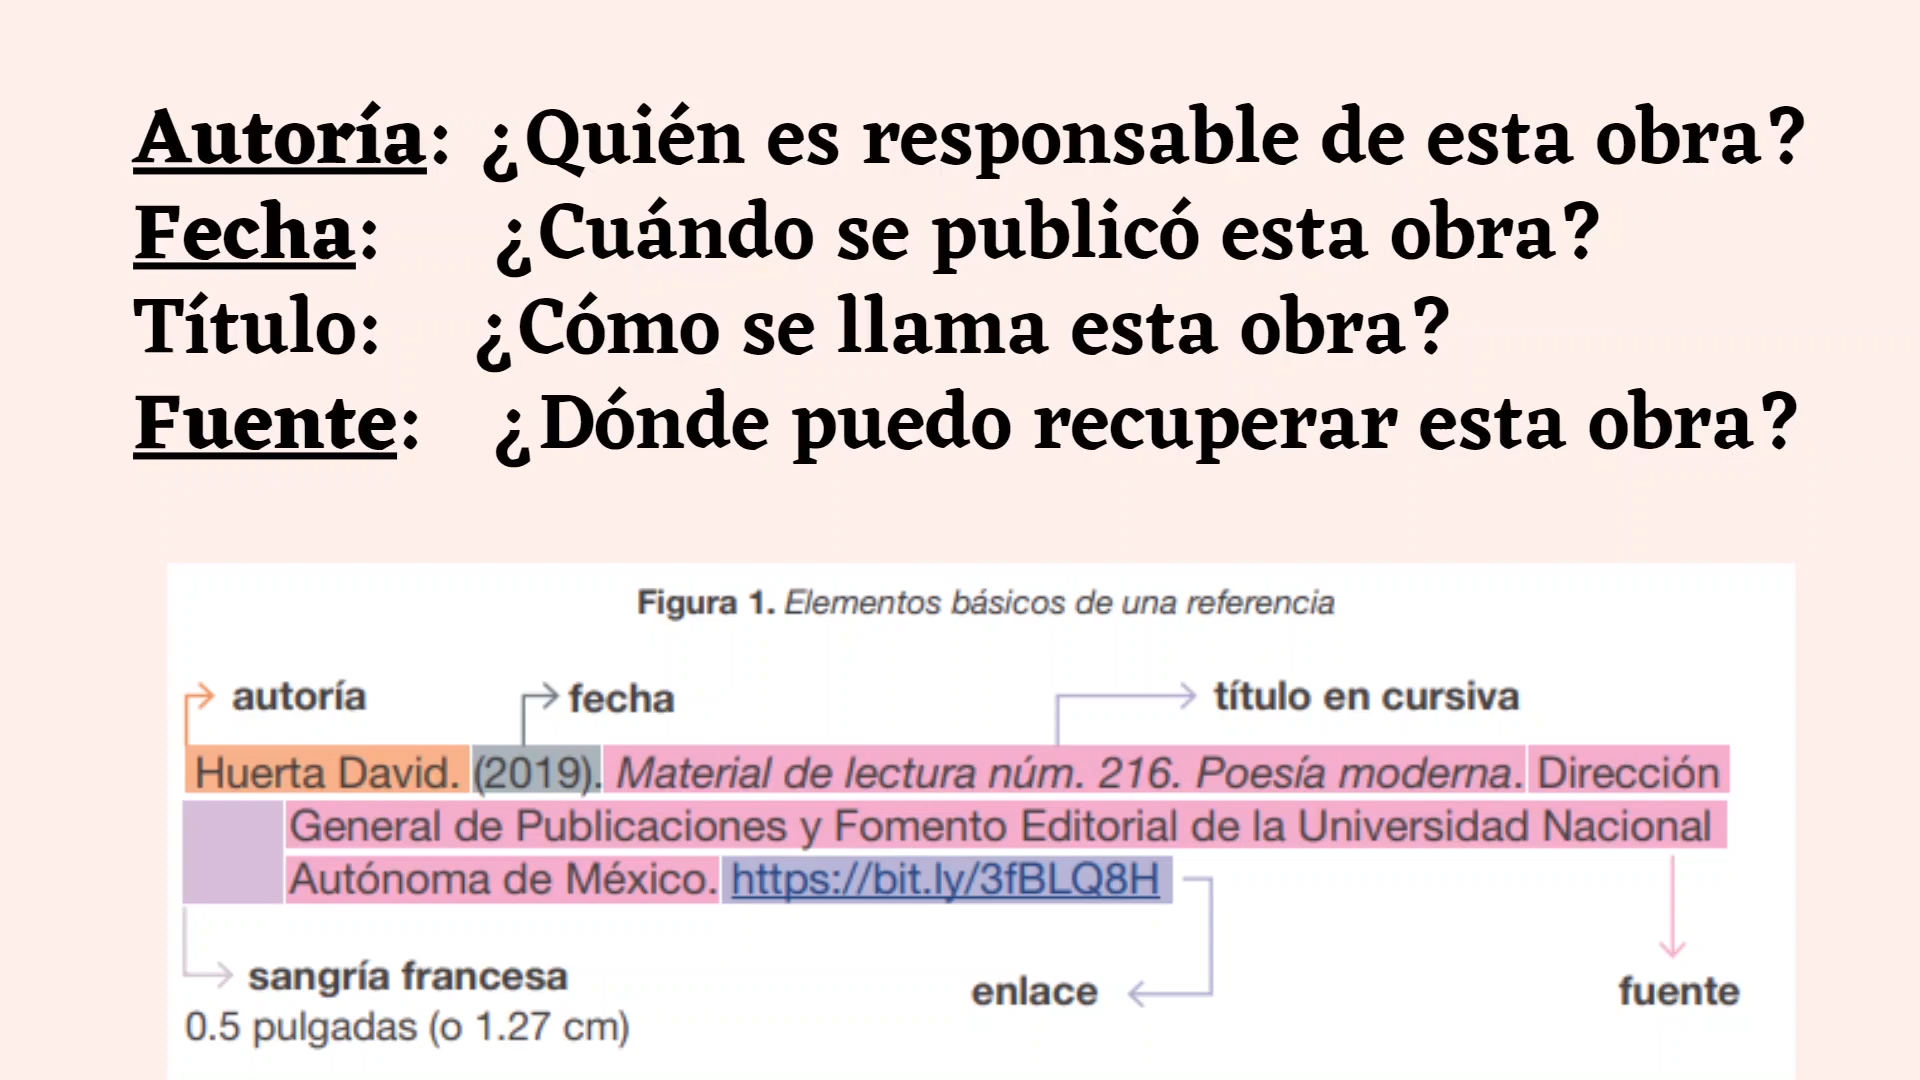 Autoría: ¿Quién es responsable de esta obra?
Fecha: ¿Cuándo se publicó esta obra?
Título: ¿Cómo se llama esta obra?
Fuente: ¿Dónde puedo recuperar esta obra?
Figura 1. Elementos básicos de una referencia
autoría fecha título en cursiva
Huerta David. (2019). Material de lectura núm. 216. Poesía moderna. Dirección
General de Publicaciones y Fomento Editorial de la Universidad Nacional
Autónoma de México. https://bit.ly/3fBLQ8H
sangría francesa
enlace fuente
0.5 pulgadas (o 1.27 cm)